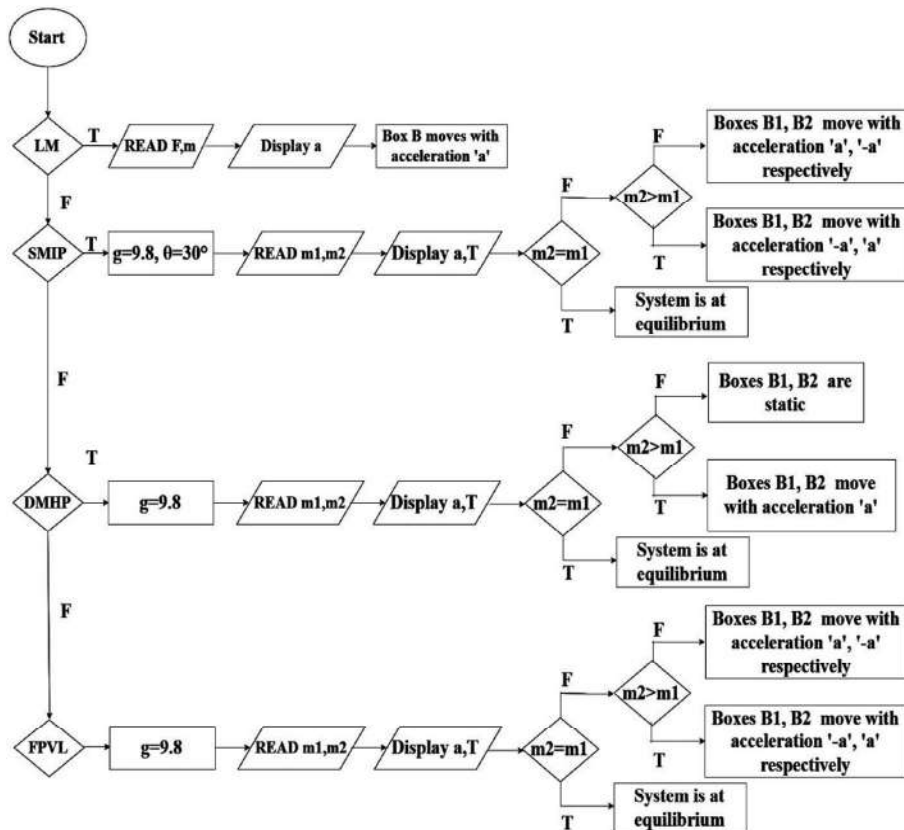 Start
LM
T
READ F,m
Display a
Box B moves with
acceleration 'a'
F
SMIP
T
g=9.8, θ=30°
READ m1,m2
Display a,T
m2=m1
F
m2>m1
F
Boxes B1, B2 move with
acceleration 'a', '-a'
respectively
T
Boxes B1, B2 move with
acceleration '-a', 'a'
respectively
T
System is at
equilibrium
F
DMHP
T
g=9.8
READ m1,m2
Display a,T
m2=m1
F
m2>m1
F
Boxes B1, B2 are
static
T
Boxes B1, B2 move
with acceleration 'a'
T
System is at
equilibrium
F
FPVL
g=9.8
READ m1,m2
Display a,T
m2=m1
F
m2>m1
F
Boxes B1, B2 move with
acceleration 'a', '-a'
respectively
T
Boxes B1, B2 move with
acceleration '-a', 'a'
respectively
T
System is at
equilibrium